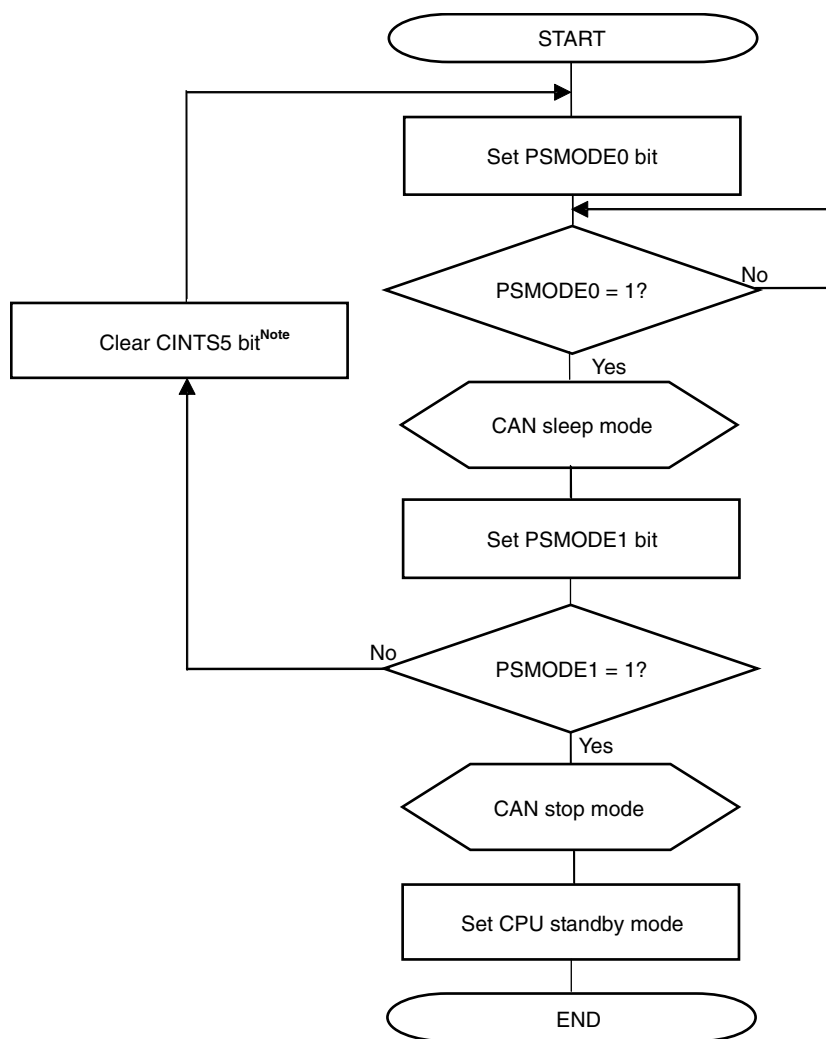 START
Set PSMODE0 bit
PSMODE0 = 1?
No
Clear CINTS5 bitNote
Yes
CAN sleep mode
Set PSMODE1 bit
No
PSMODE1 = 1?
Yes
CAN stop mode
Set CPU standby mode
END